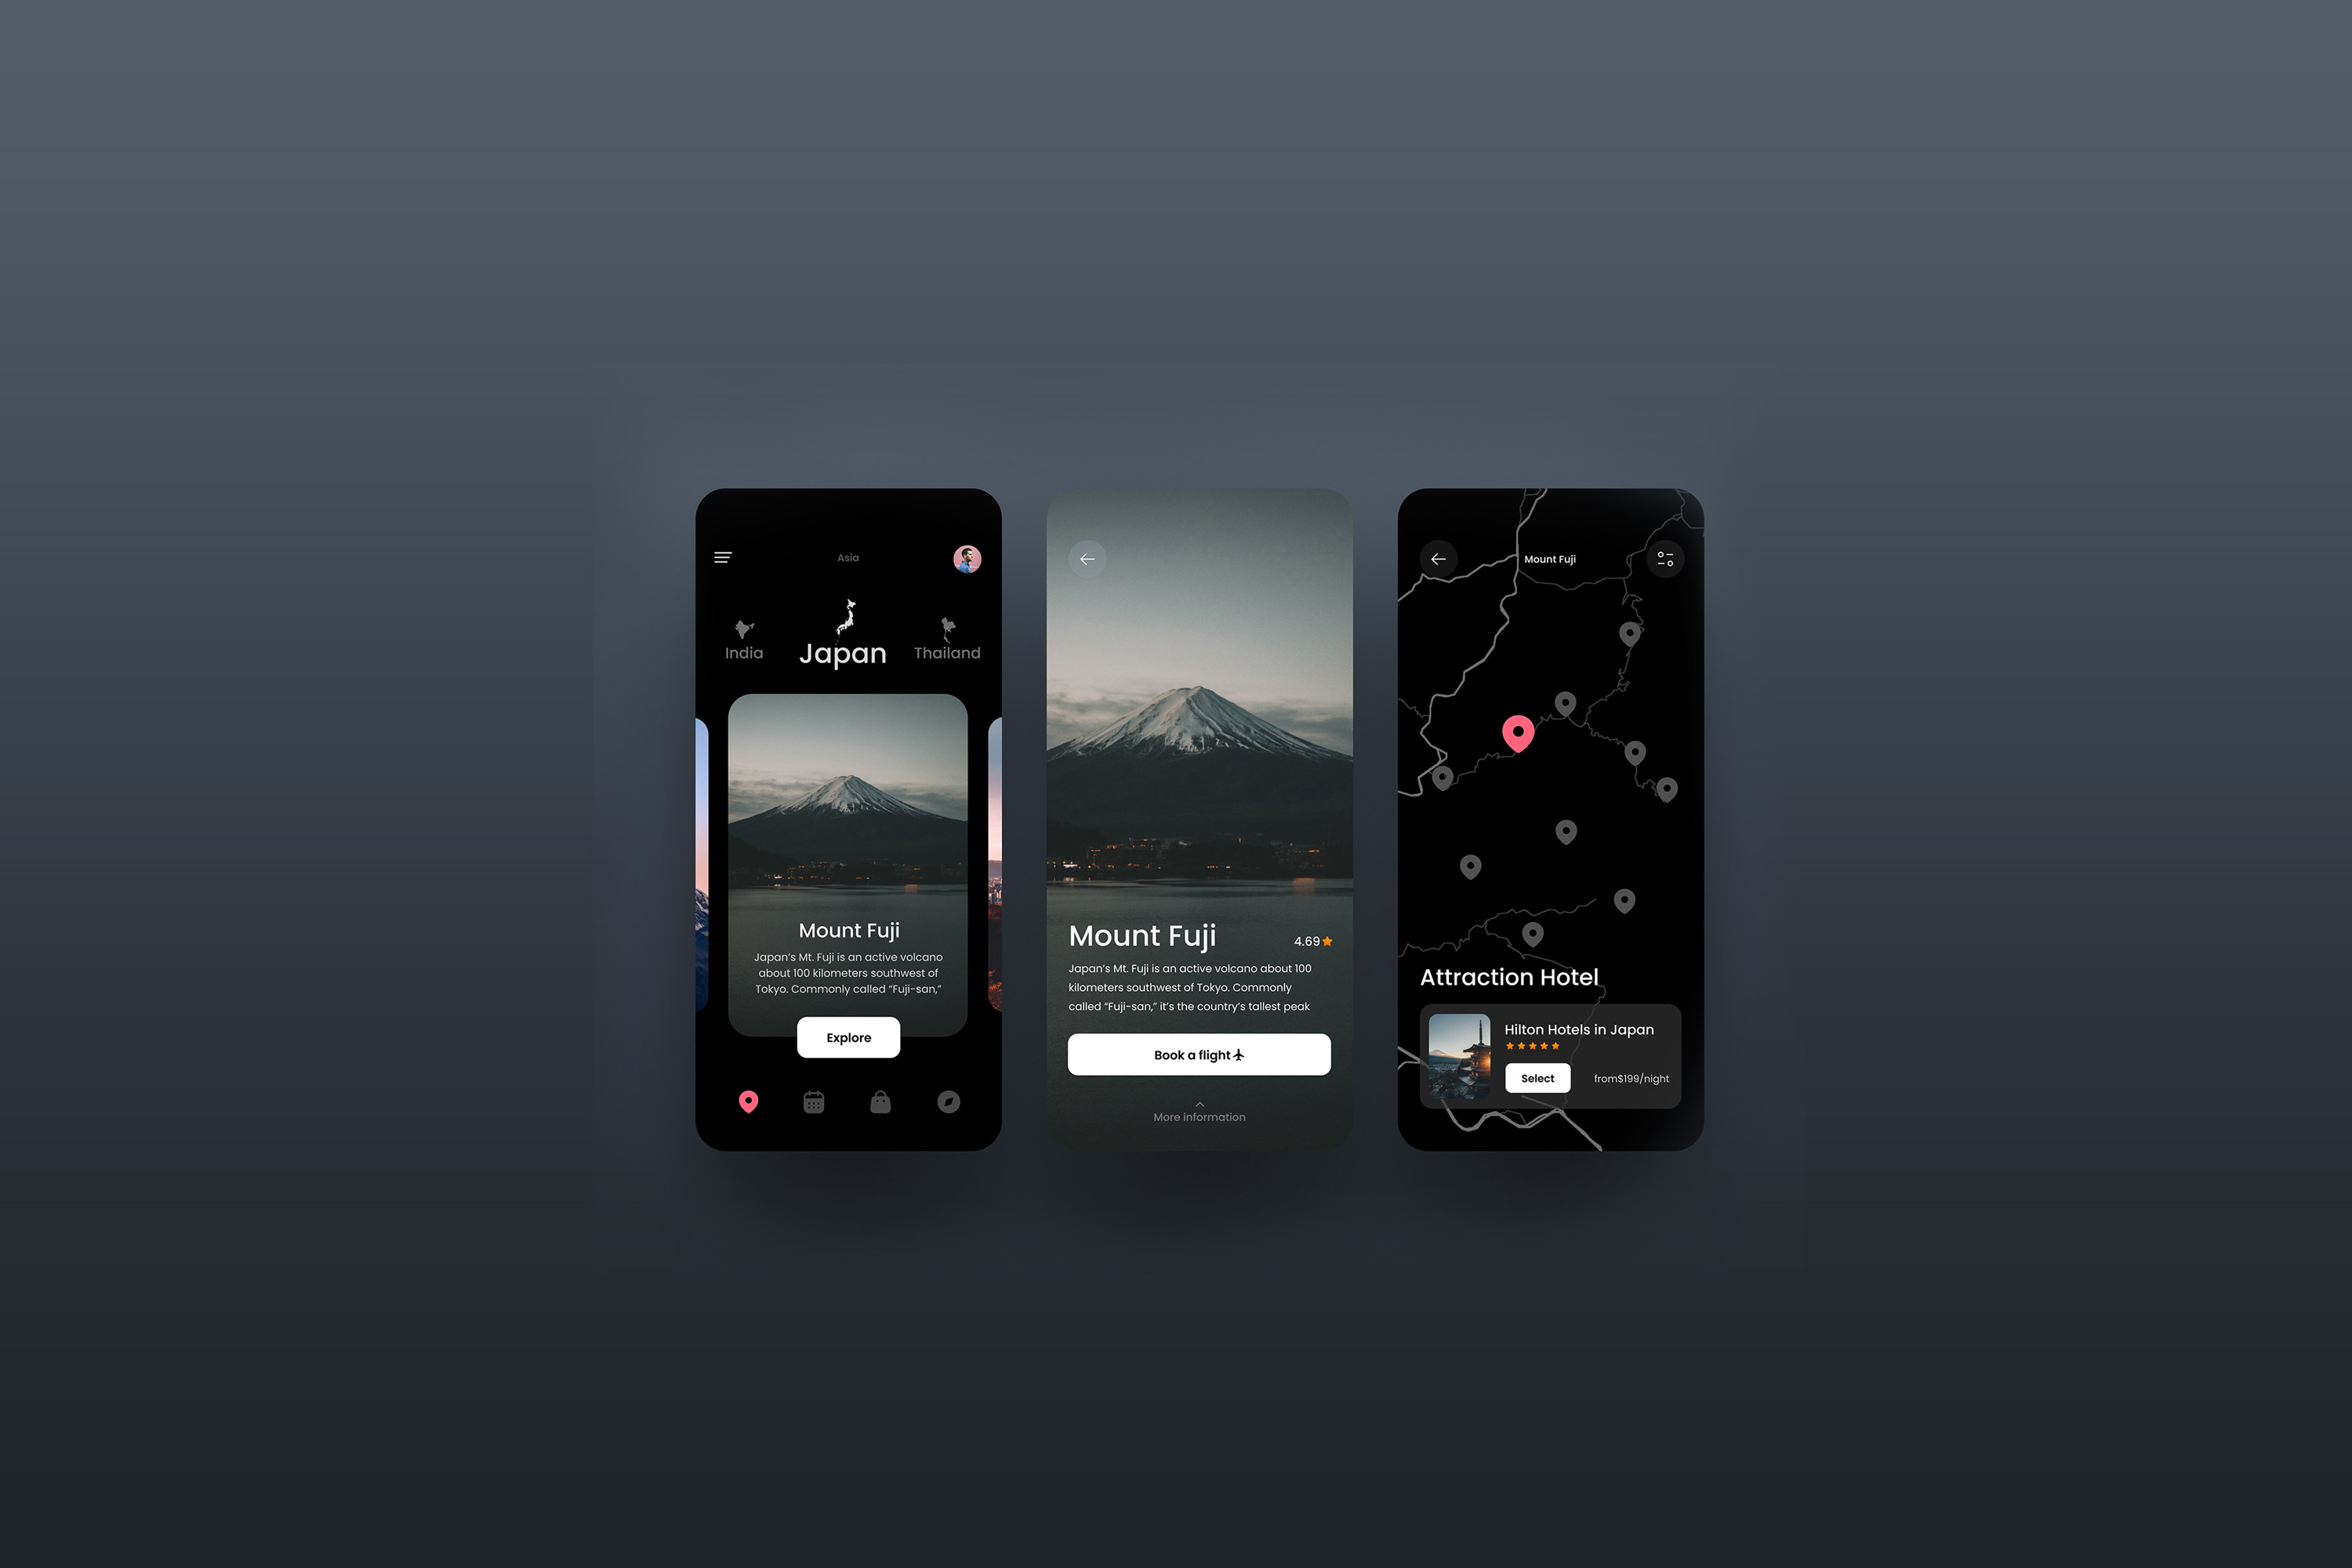 Asia
India
Japan
Thailand
Mount Fuji
Japan’s Mt. Fuji is an active volcano
about 100 kilometers southwest of
Tokyo. Commonly called “Fuji-san,”
Explore
Mount Fuji
4.69
Japan’s Mt. Fuji is an active volcano about 100
kilometers southwest of Tokyo. Commonly
called “Fuji-san,” it’s the country’s tallest peak
Book a flight
More information
Mount Fuji
Attraction Hotel
Hilton Hotels in Japan
Select
from$199/night